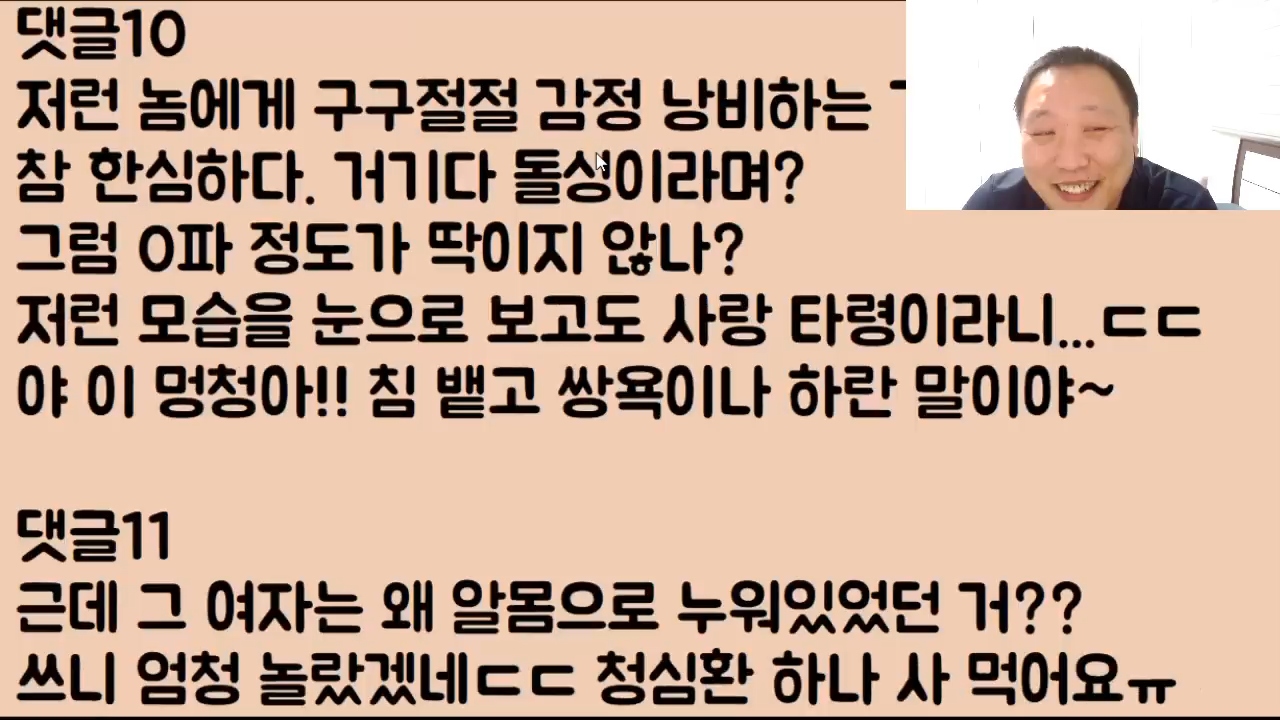 댓글10
저런 놈에게 구구절절 감정 낭비하는
참 한심하다. 거기다 돌싱이라며?
그럼 0파 정도가 딱이지 않나?
저런 모습을 눈으로 보고도 사랑 타령이라니...ㄷㄷ
야 이 멍청아!! 침 뱉고 쌍욕이나 하란 말이야~
댓글11
근데 그 여자는 왜 알몸으로 누워있었던 거??
쓰니 엄청 놀랐겠네ㄷㄷ 청심환 하나 사 먹어요ㅠ